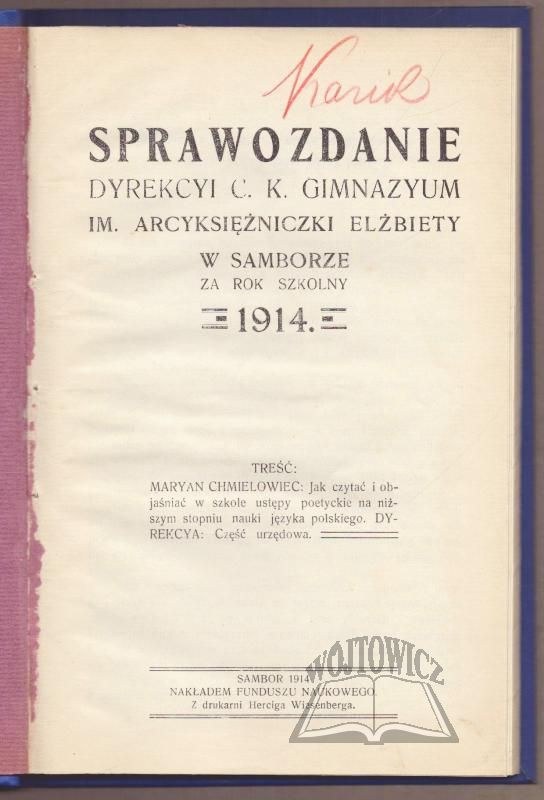 SPRAWOZDANIE
DYREKCYI C. K. GIMNAZYUM
IM. ARCYKSIĘŻNICZKI ELŻBIETY
W SAMBORZE
ZA ROK SZKOLNY
1914.
TREŚĆ:
MARYAN CHMIELOWIEC: Jak czytać i ob-
jaśniać w szkole ustępy poetyckie na niż-
szym stopniu nauki języka polskiego. DY-
REKCYA: Część urzędowa.
WÓJTOWICZ
SAMBOR 1914
NAKŁADEM FUNDUSZU NAUKOWEGO.
Z drukarni Herciga Wiesenberga.